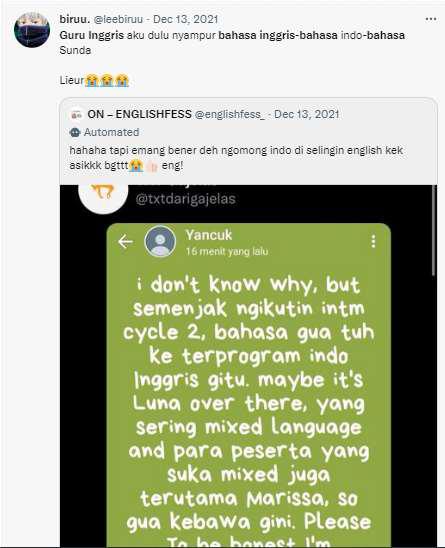 biruu. @leebiruu · Dec 13, 2021
Guru Inggris aku dulu nyampur bahasa inggris-bahasa indo-bahasa
Sunda
Lieur😭😭😭
ON – ENGLISHFESS @englishfess_ · Dec 13, 2021
Automated
hahaha tapi emang bener deh ngomong indo di selingin english kek
asikkk bgttt😭👍🏻 eng!
@txtdarigajelas
Yancuk
16 menit yang lalu
i don't know why, but
semenjak ngikutin intm
cycle 2, bahasa gua tuh
ke terprogram indo
Inggris gitu. maybe it's
Luna over there, yang
sering mixed language
and para peserta yang
suka mixed juga
terutama Marissa, so
gua kebawa gini. Please
To be honest I'm